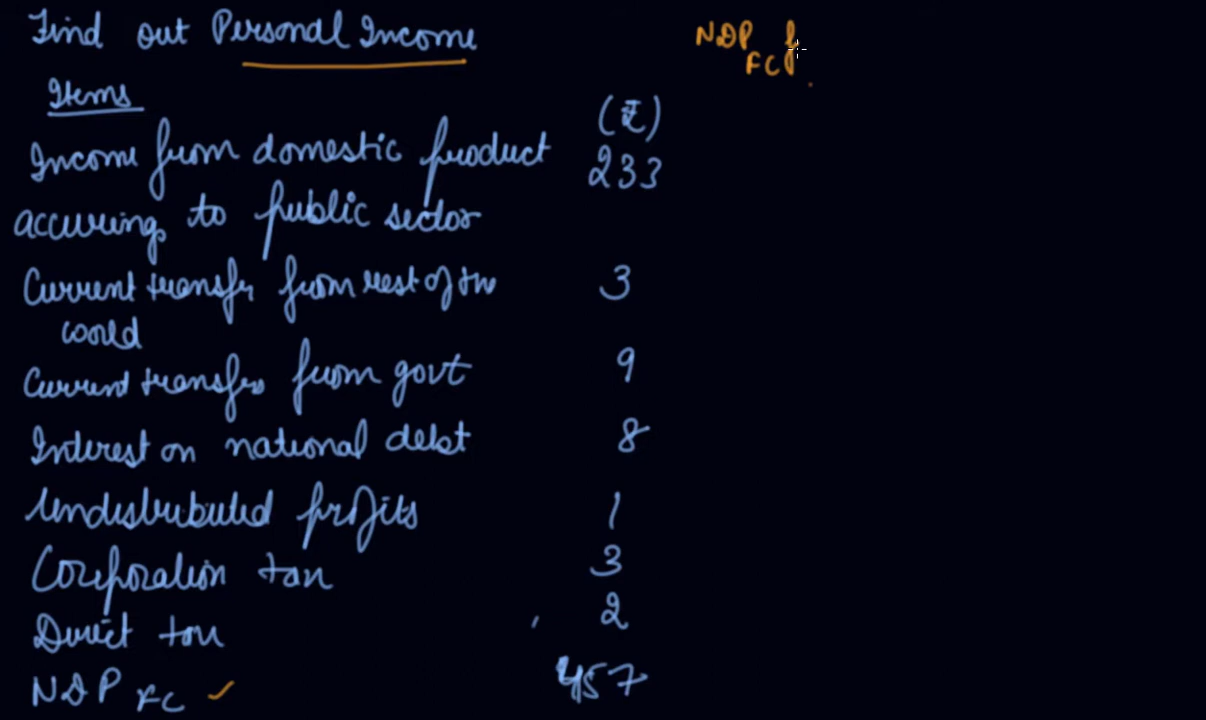 Find out Personal Income
NDP FC
Items
(₹)
Income from domestic product 233
accuring to public sector
Current transfer from rest of the 3
world
Current transfers from govt 9
Interest on national debt 8
Undistributed profits 1
Corporation tax 3
Direct tax 2
NDP FC ✓ 457